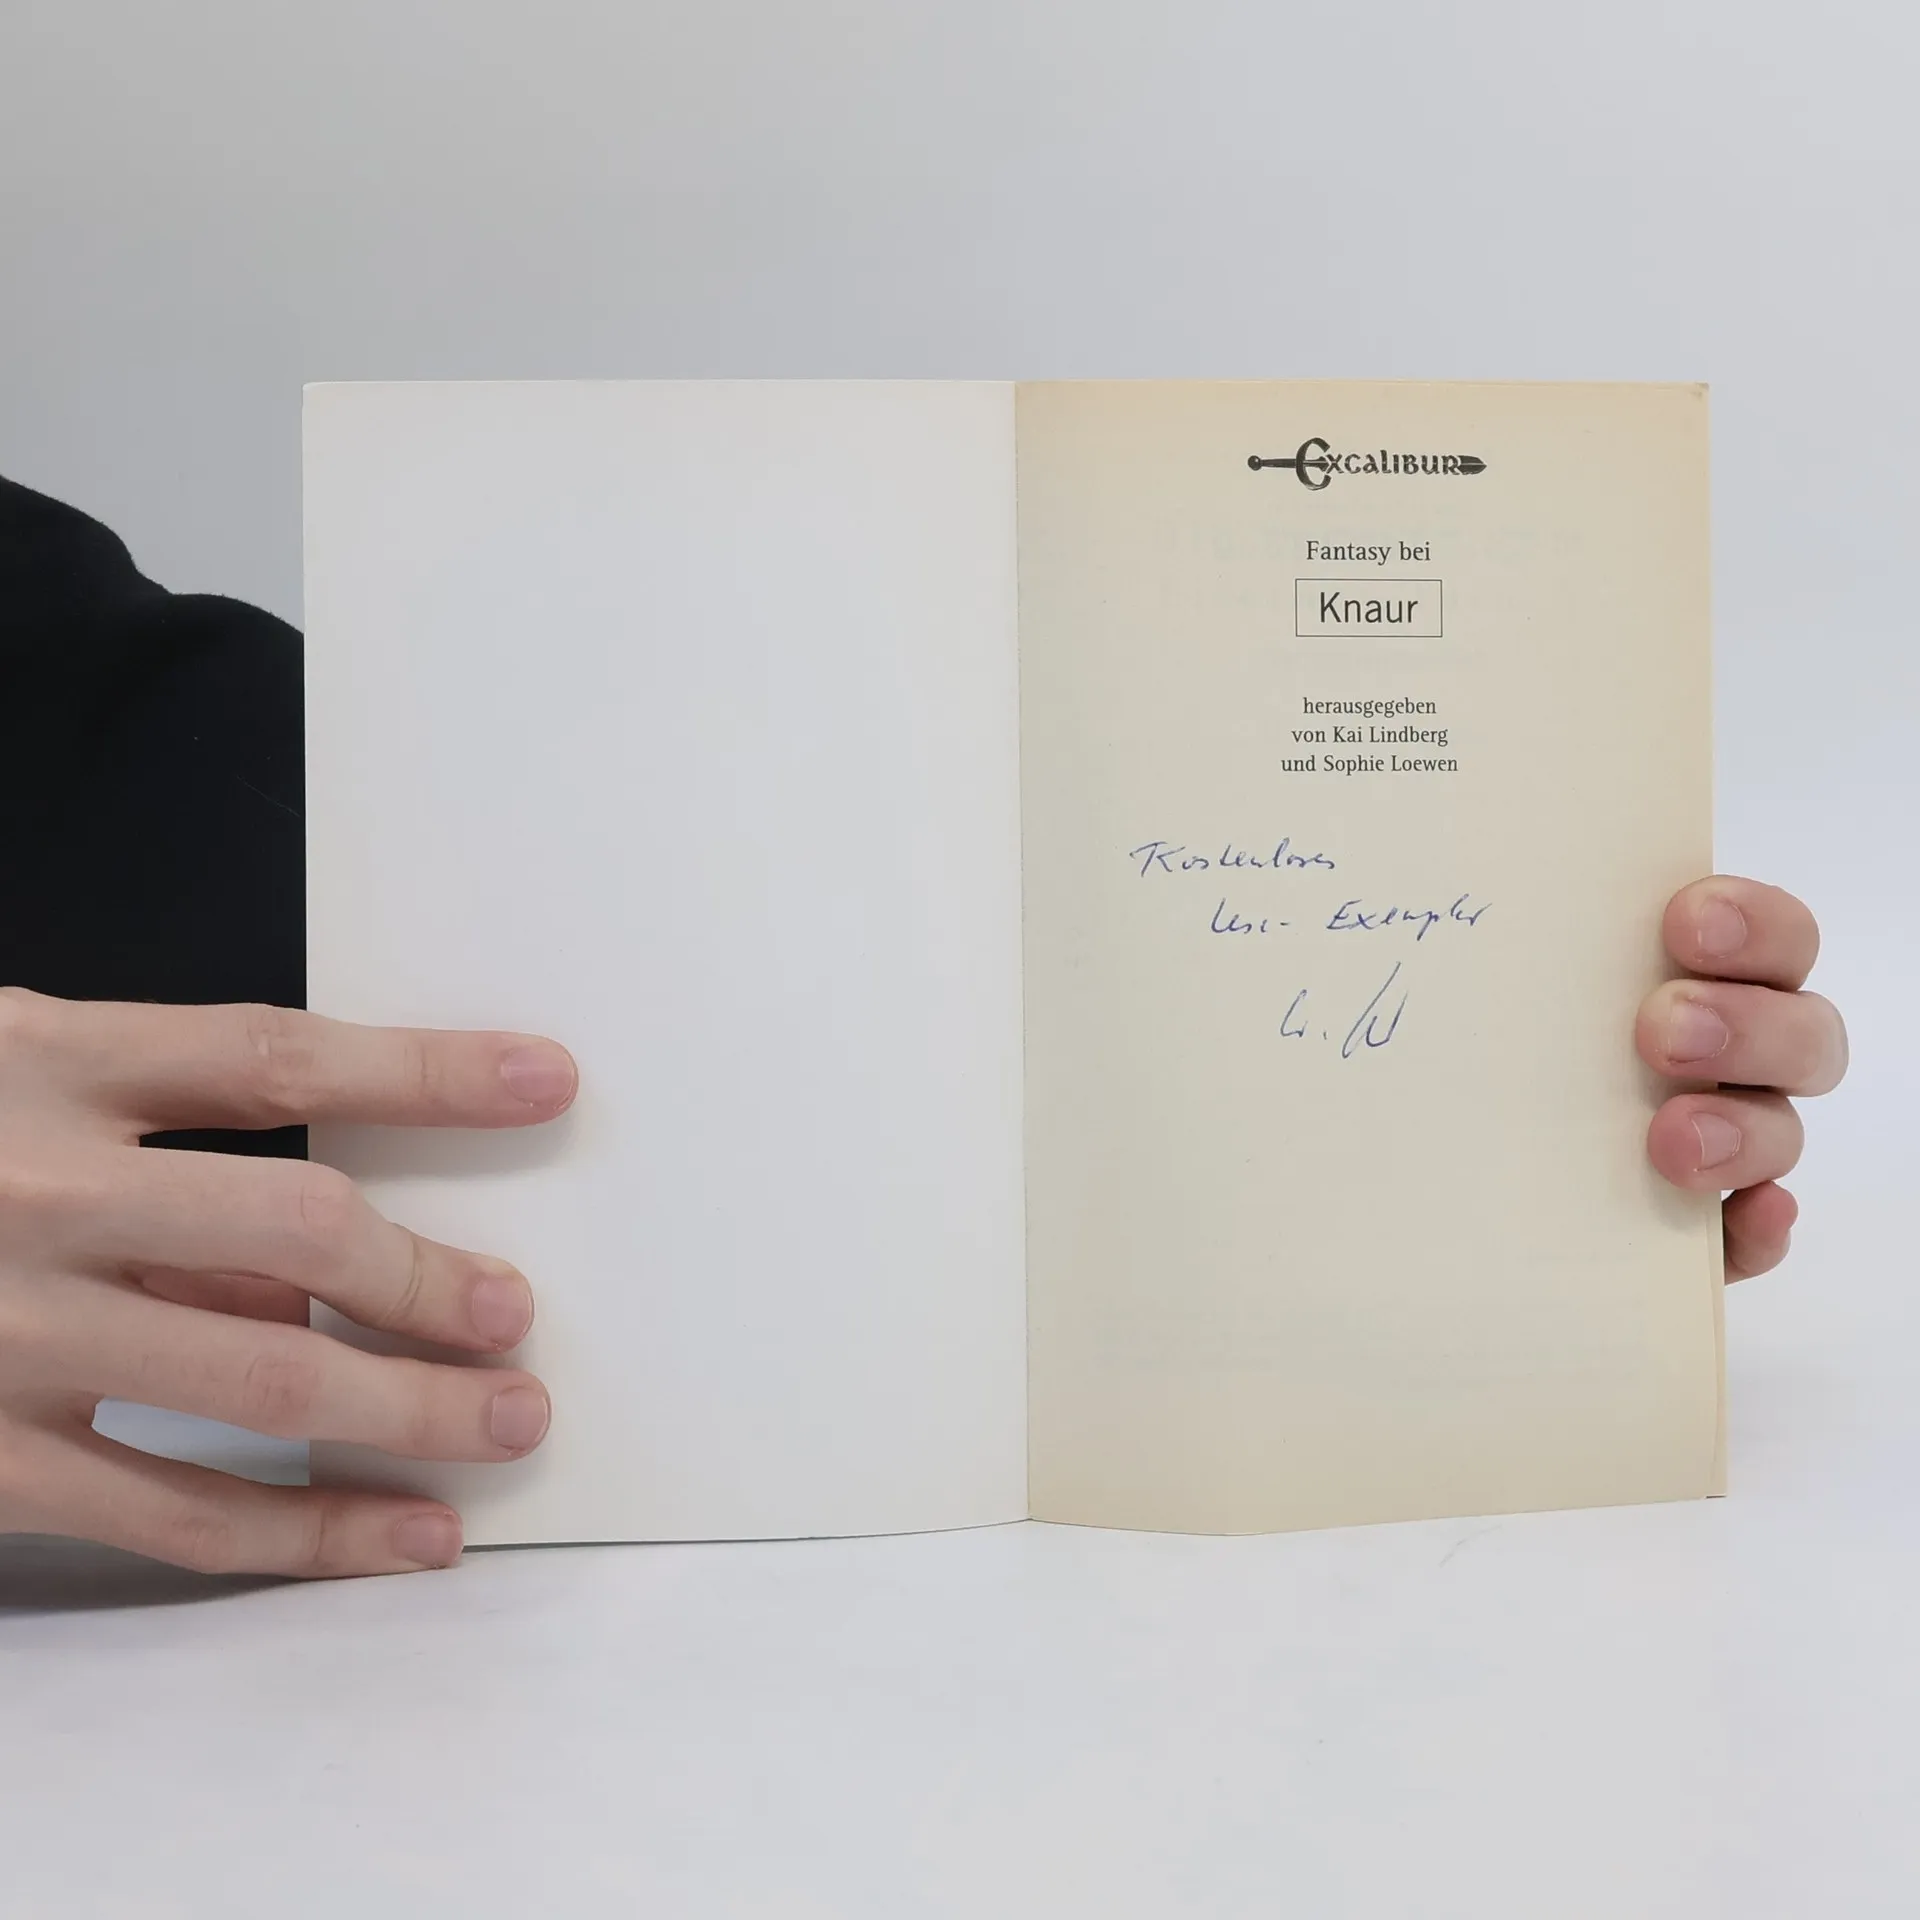 Excalibur
Fantasy bei
Knaur
herausgegeben
von Kai Lindberg
und Sophie Loewen
Kostenloses
Lese- Exemplar